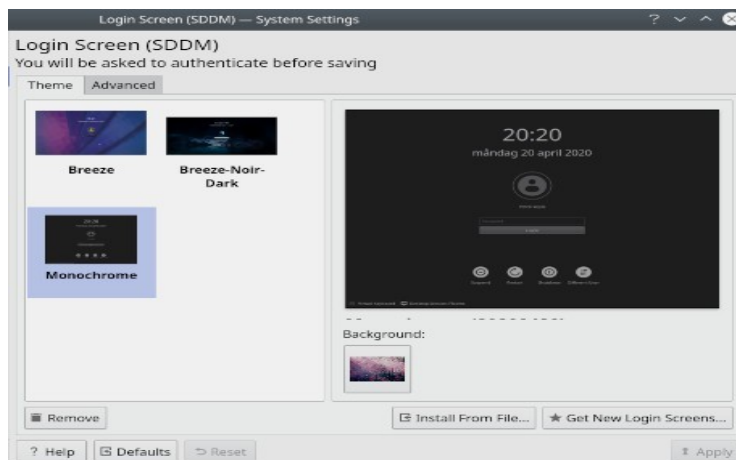 Login Screen (SDDM) — System Settings
Login Screen (SDDM)
You will be asked to authenticate before saving
Theme
Advanced
Breeze
Breeze-Noir-
Dark
20:20
Monochrome
20:20
måndag 20 april 2020
Background:
Remove
Install From File...
Get New Login Screens...
? Help
Defaults
Reset
Apply